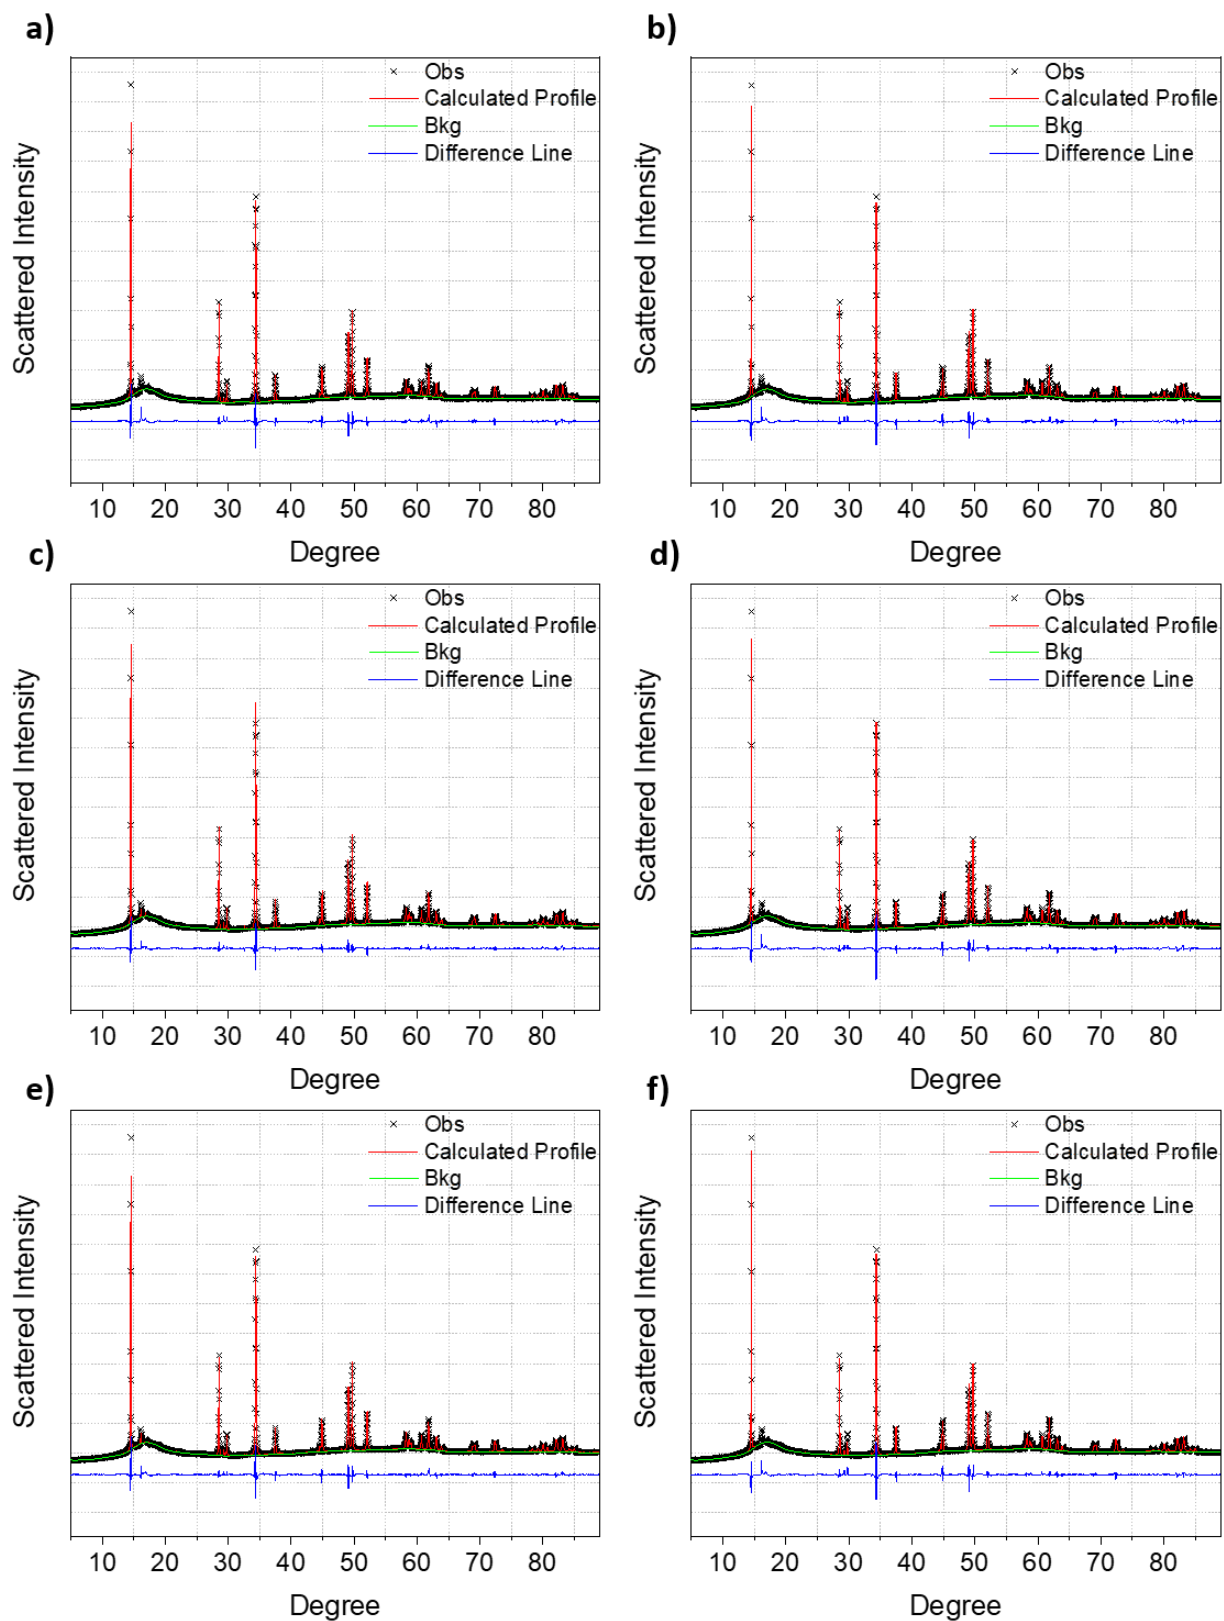 a)
Scattered Intensity
Obs
Calculated Profile
Bkg
Difference Line
10 20 30 40 50 60 70 80
Degree
b)
Scattered Intensity
Obs
Calculated Profile
Bkg
Difference Line
10 20 30 40 50 60 70 80
Degree
c)
Scattered Intensity
Obs
Calculated Profile
Bkg
Difference Line
10 20 30 40 50 60 70 80
Degree
d)
Scattered Intensity
Obs
Calculated Profile
Bkg
Difference Line
10 20 30 40 50 60 70 80
Degree
e)
Scattered Intensity
Obs
Calculated Profile
Bkg
Difference Line
10 20 30 40 50 60 70 80
Degree
f)
Scattered Intensity
Obs
Calculated Profile
Bkg
Difference Line
10 20 30 40 50 60 70 80
Degree